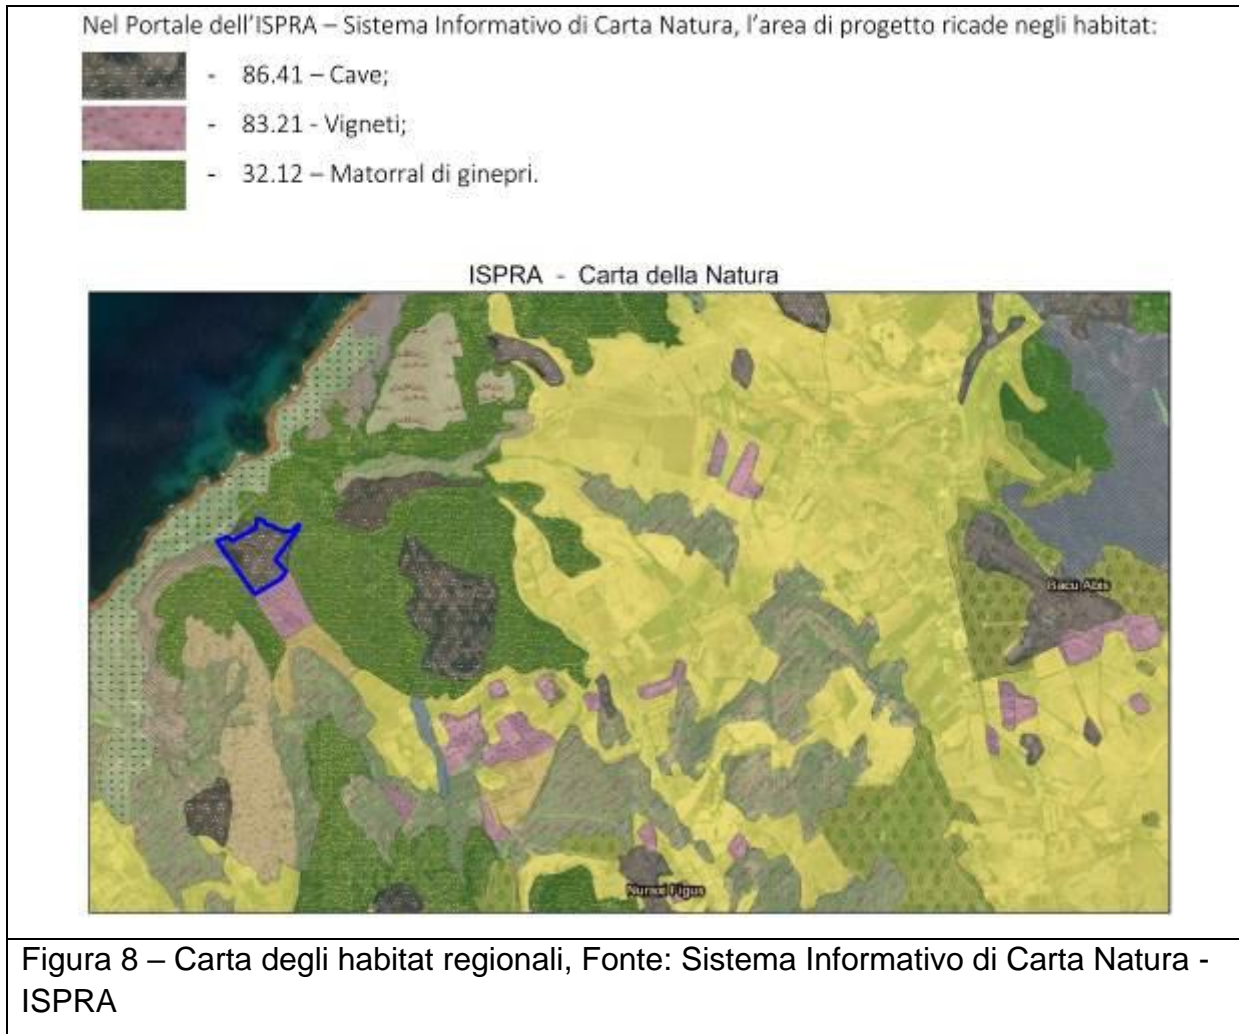 Nel Portale dell'ISPRA – Sistema Informativo di Carta Natura, l'area di progetto ricade negli habitat:
- 86.41 – Cave;
- 83.21 - Vigneti;
- 32.12 – Matorral di ginepri.
ISPRA - Carta della Natura
Bacu Abis
Nuraxi Figus
Figura 8 – Carta degli habitat regionali, Fonte: Sistema Informativo di Carta Natura -
ISPRA